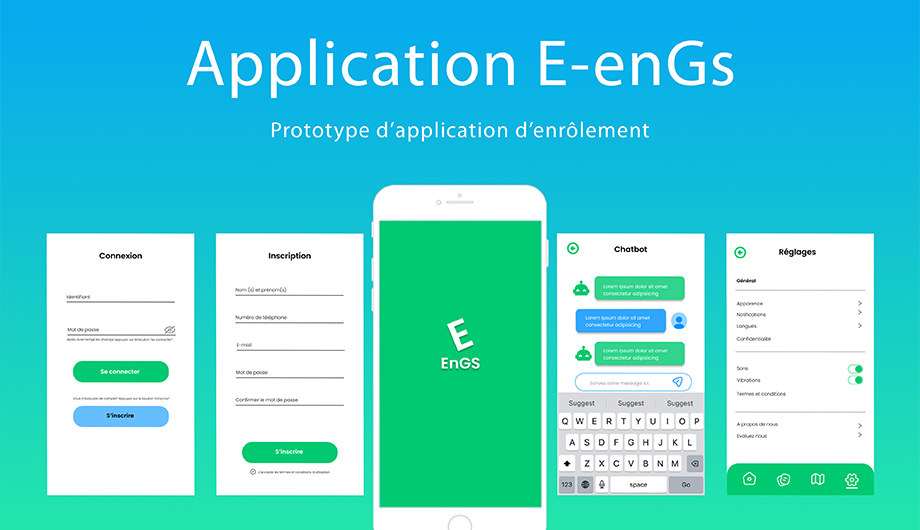 Application E-enGs
Prototype d'application d'enrôlement
Connexion
Identifiant
Mot de passe
Se connecter
S'inscrire
Inscription
Nom (s) et prénom(s)
Numéro de téléphone
E-mail
Mot de passe
Confirmer le mot de passe
S'inscrire
J'accepte les termes et conditions d'utilisation
E
EnGS
Chatbot
Lorem ipsum dolor sit amet
consectetur adipisicing
Lorem ipsum dolor sit amet
consectetur adipisicing
Lorem ipsum dolor sit amet
consectetur adipisicing
Ecrivez votre message ici.
Suggest Suggest Suggest
Q W E R T Y U I O P
A S D F G H J K L
Z X C V B N M
123 space Go
Réglages
Général
Apparence
Notifications
Langues
Confidentialité
Sons
Vibrations
Termes et conditions
A propos de nous
Evaluez nous